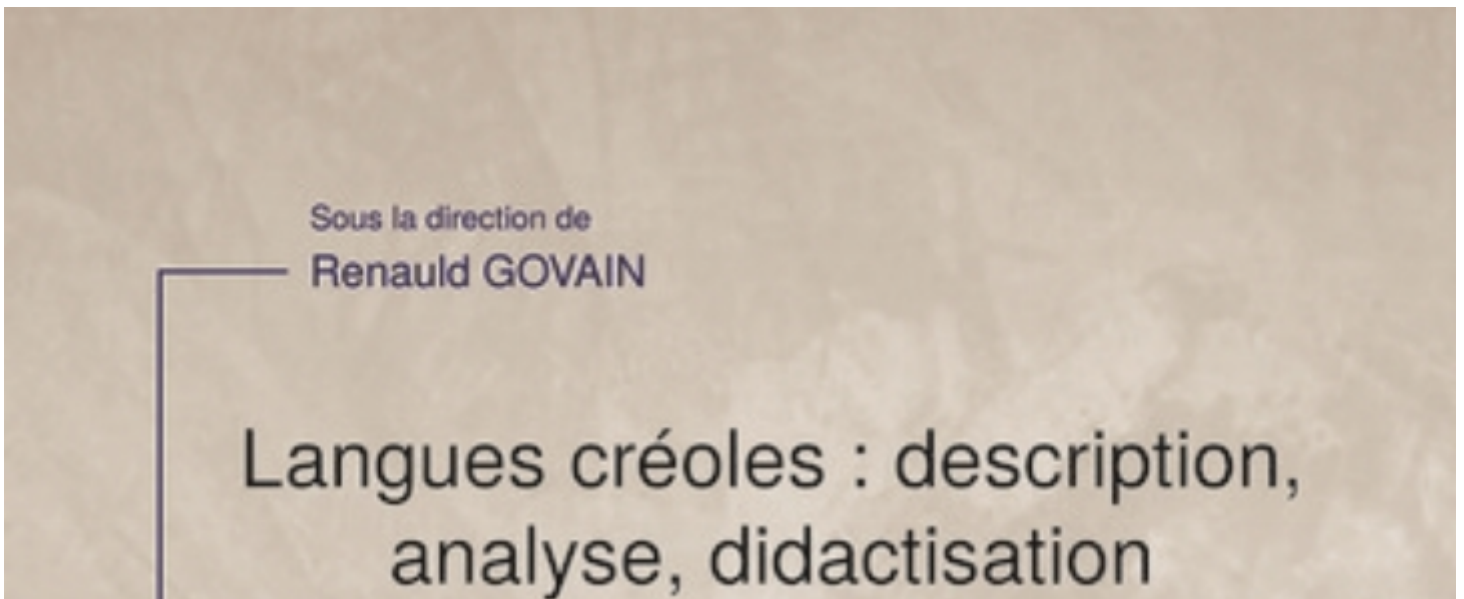 Sous la direction de
Renauld GOVAIN
Langues créoles : description,
analyse, didactisation